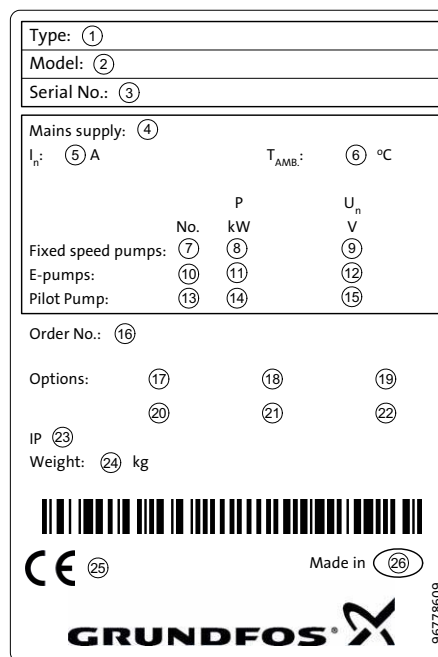 Type: 1
Model: 2
Serial No.: 3
Mains supply: 4
In: 5 A TAMB.: 6 ºC
P Un
No. kW V
Fixed speed pumps: 7 8 9
E-pumps: 10 11 12
Pilot Pump: 13 14 15
Order No.: 16
Options: 17 18 19
20 21 22
IP 23
Weight: 24 kg
CE 25 Made in 26
GRUNDFOS
96778609